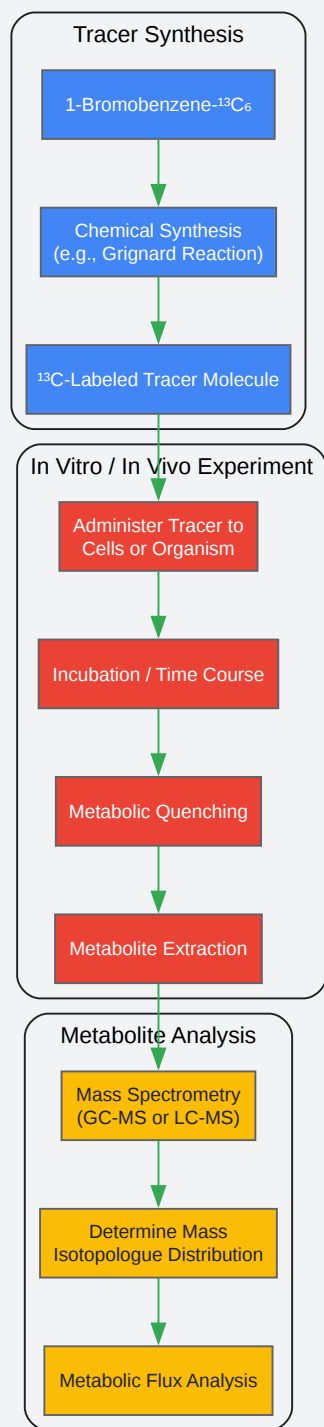 Tracer Synthesis
1-Bromobenzene-¹³C₆
Chemical Synthesis
(e.g., Grignard Reaction)
¹³C-Labeled Tracer Molecule
In Vitro / In Vivo Experiment
Administer Tracer to
Cells or Organism
Incubation / Time Course
Metabolic Quenching
Metabolite Extraction
Metabolite Analysis
Mass Spectrometry
(GC-MS or LC-MS)
Determine Mass
Isotopologue Distribution
Metabolic Flux Analysis